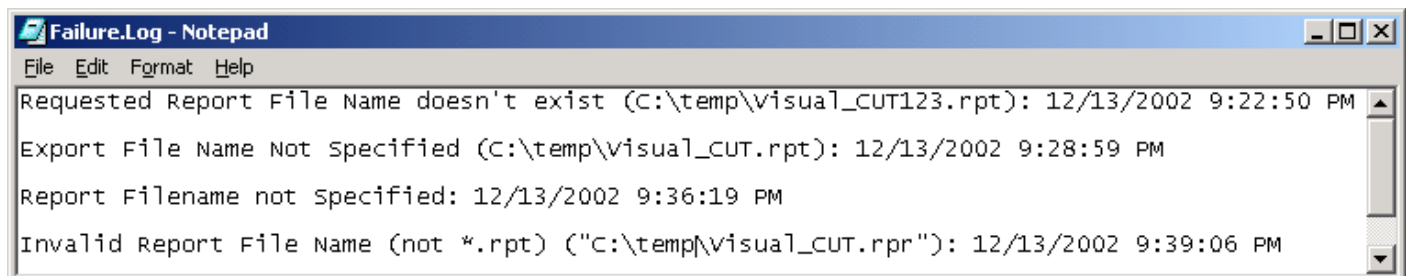 Failure.Log - Notepad
File Edit Format Help
Requested Report File Name doesn't exist (C:\temp\Visual_CUT123.rpt): 12/13/2002 9:22:50 PM
Export File Name Not Specified (C:\temp\Visual_CUT.rpt): 12/13/2002 9:28:59 PM
Report Filename not Specified: 12/13/2002 9:36:19 PM
Invalid Report File Name (not *.rpt) ("C:\temp\Visual_CUT.rpr"): 12/13/2002 9:39:06 PM